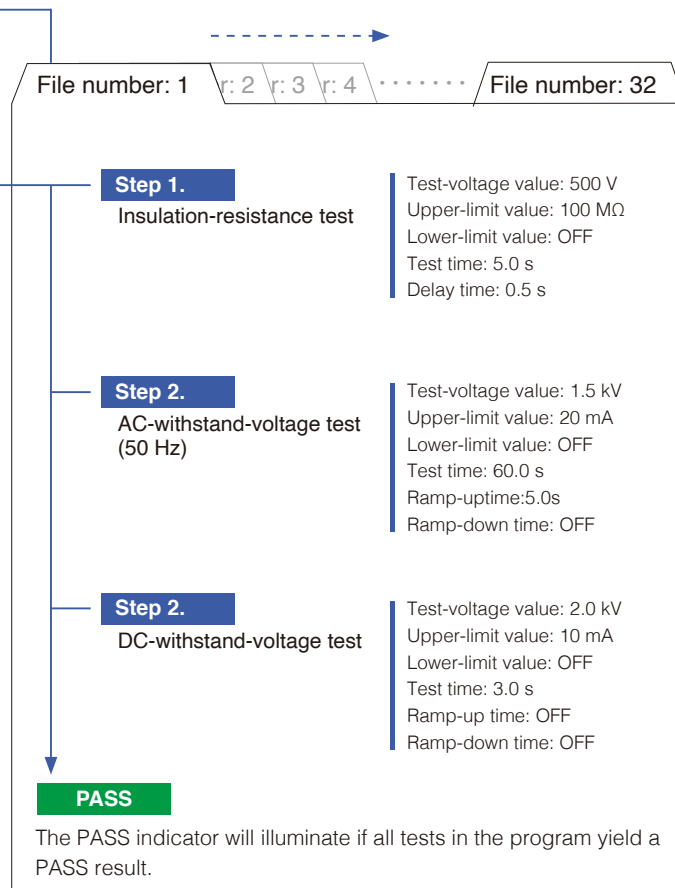 File number: 1 r: 2 r: 3 r: 4 ······· File number: 32
Step 1.
Insulation-resistance test
Test-voltage value: 500 V
Upper-limit value: 100 MΩ
Lower-limit value: OFF
Test time: 5.0 s
Delay time: 0.5 s
Step 2.
AC-withstand-voltage test
(50 Hz)
Test-voltage value: 1.5 kV
Upper-limit value: 20 mA
Lower-limit value: OFF
Test time: 60.0 s
Ramp-uptime:5.0s
Ramp-down time: OFF
Step 2.
DC-withstand-voltage test
Test-voltage value: 2.0 kV
Upper-limit value: 10 mA
Lower-limit value: OFF
Test time: 3.0 s
Ramp-up time: OFF
Ramp-down time: OFF
PASS
The PASS indicator will illuminate if all tests in the program yield a
PASS result.